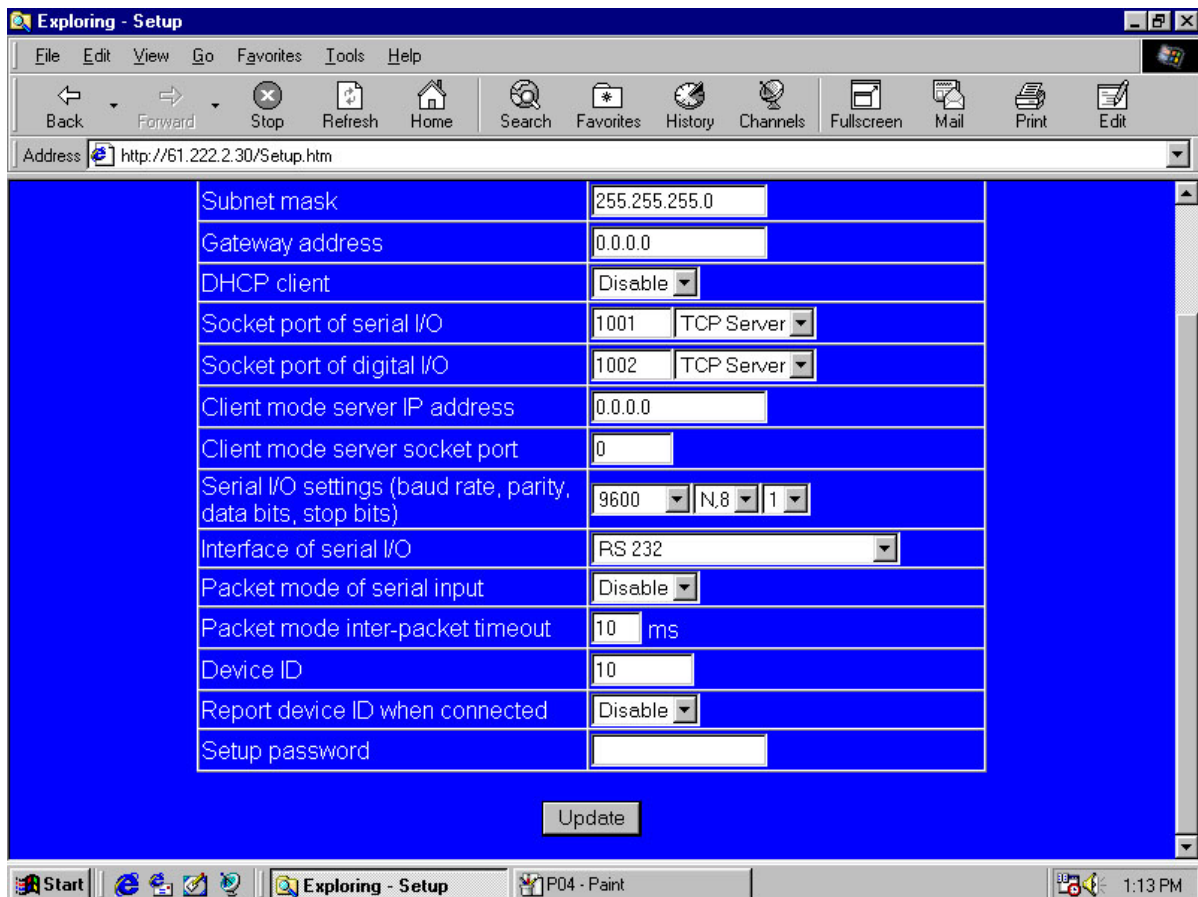 Exploring - Setup
File Edit View Go Favorites Tools Help
Back Forward Stop Refresh Home Search Favorites History Channels Fullscreen Mail Print Edit
Address http://61.222.2.30/Setup.htm
Subnet mask 255.255.255.0
Gateway address 0.0.0.0
DHCP client Disable
Socket port of serial I/O 1001 TCP Server
Socket port of digital I/O 1002 TCP Server
Client mode server IP address 0.0.0.0
Client mode server socket port 0
Serial I/O settings (baud rate, parity,
data bits, stop bits) 9600 N,8 1
Interface of serial I/O RS 232
Packet mode of serial input Disable
Packet mode inter-packet timeout 10 ms
Device ID 10
Report device ID when connected Disable
Setup password
Update
Start Exploring - Setup P04 - Paint 1:13 PM